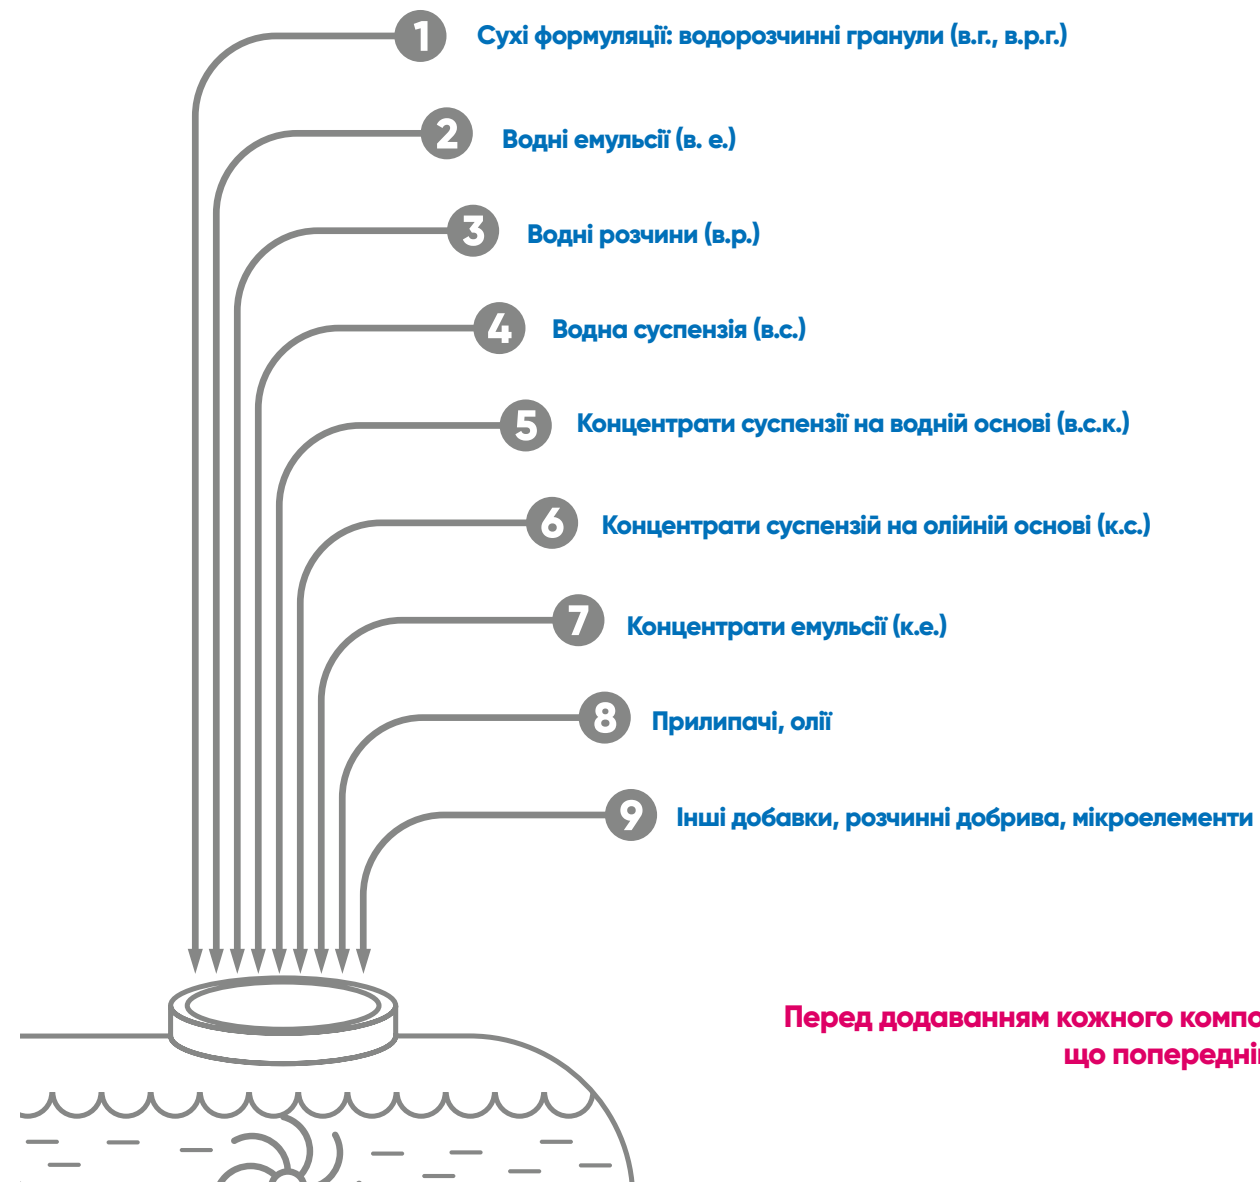 1 Сухі формуляції: водорозчинні гранули (в.г., в.р.г.)
2 Водні емульсії (в. е.)
3 Водні розчини (в.р.)
4 Водна суспензія (в.с.)
5 Концентрати суспензії на водній основі (в.с.к.)
6 Концентрати суспензій на олійній основі (к.с.)
7 Концентрати емульсії (к.е.)
8 Прилипачі, олії
9 Інші добавки, розчинні добрива, мікроелементи
Перед додаванням кожного
що